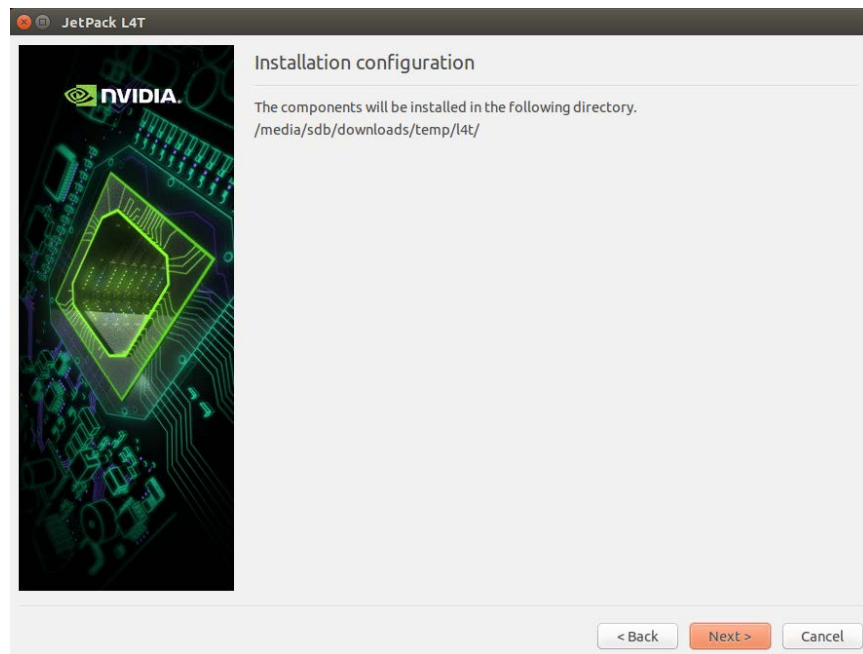 JetPack L4T
NVIDIA.
Installation configuration
The components will be installed in the following directory.
/media/sdb/downloads/temp/l4t/
< Back
Next >
Cancel